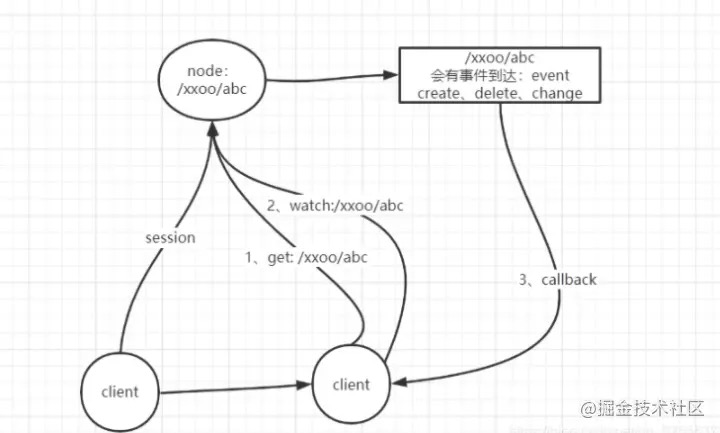 node：
/xxoo/abc
/xxoo/abc
会有事件到达：event
create、delete、change
2、watch:/xxoo/abc
session
1、get: /xxoo/abc
3、callback
client
client
@掘金技术社区